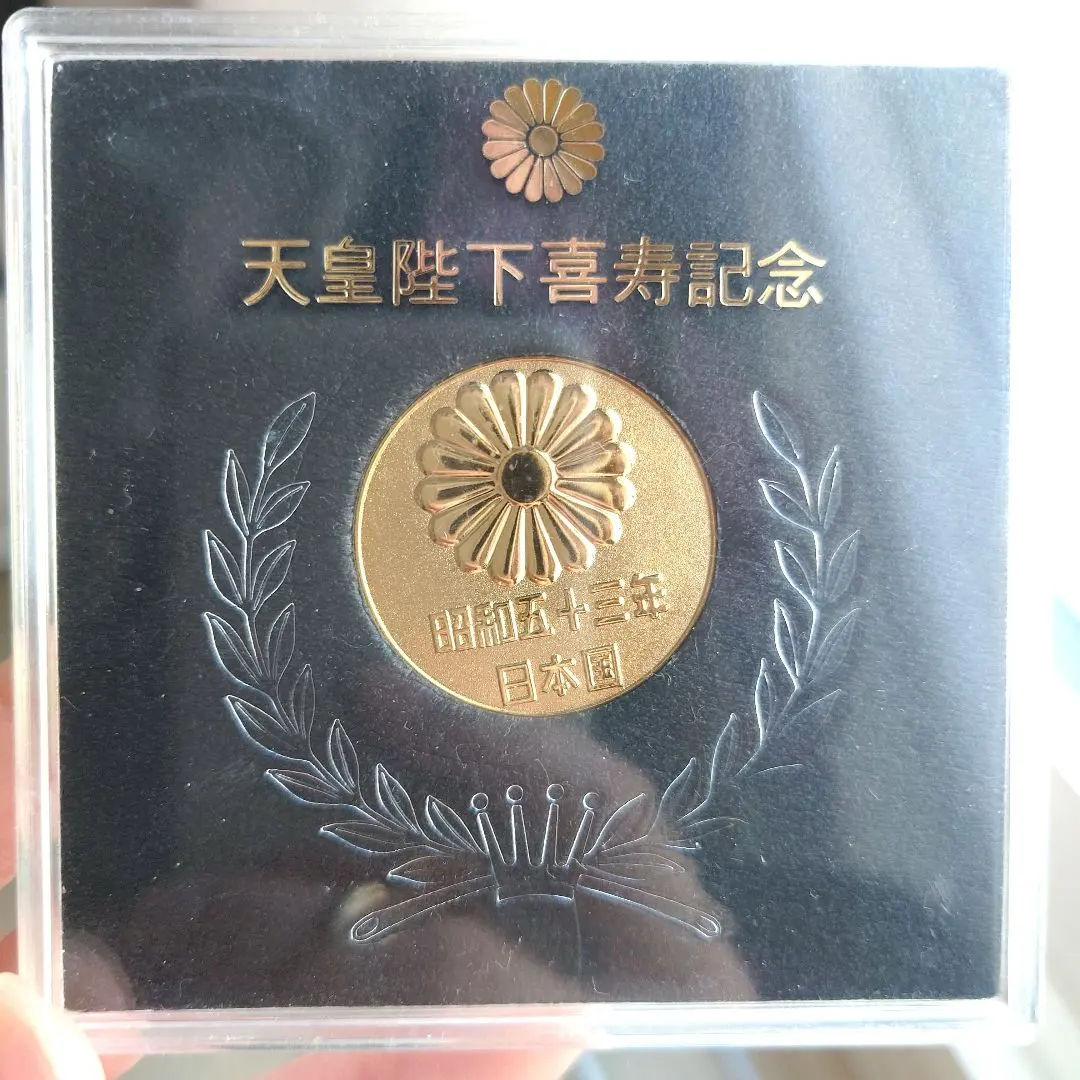 天皇陛下喜寿記念
昭和五十三年
日本国